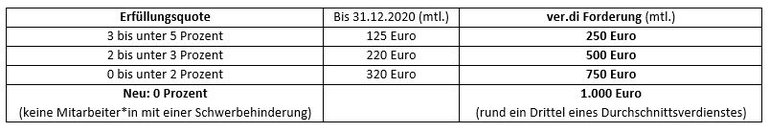 Erfüllungsquote Bis 31.12.2020 (mtl.) ver.di Forderung (mtl.)
3 bis unter 5 Prozent 125 Euro 250 Euro
2 bis unter 3 Prozent 220 Euro 500 Euro
0 bis unter 2 Prozent 320 Euro 750 Euro
Neu: 0 Prozent 1.000 Euro
(keine Mitarbeiter*in mit einer Schwerbehinderung) (rund ein Drittel eines Durchschnittsverdienstes)